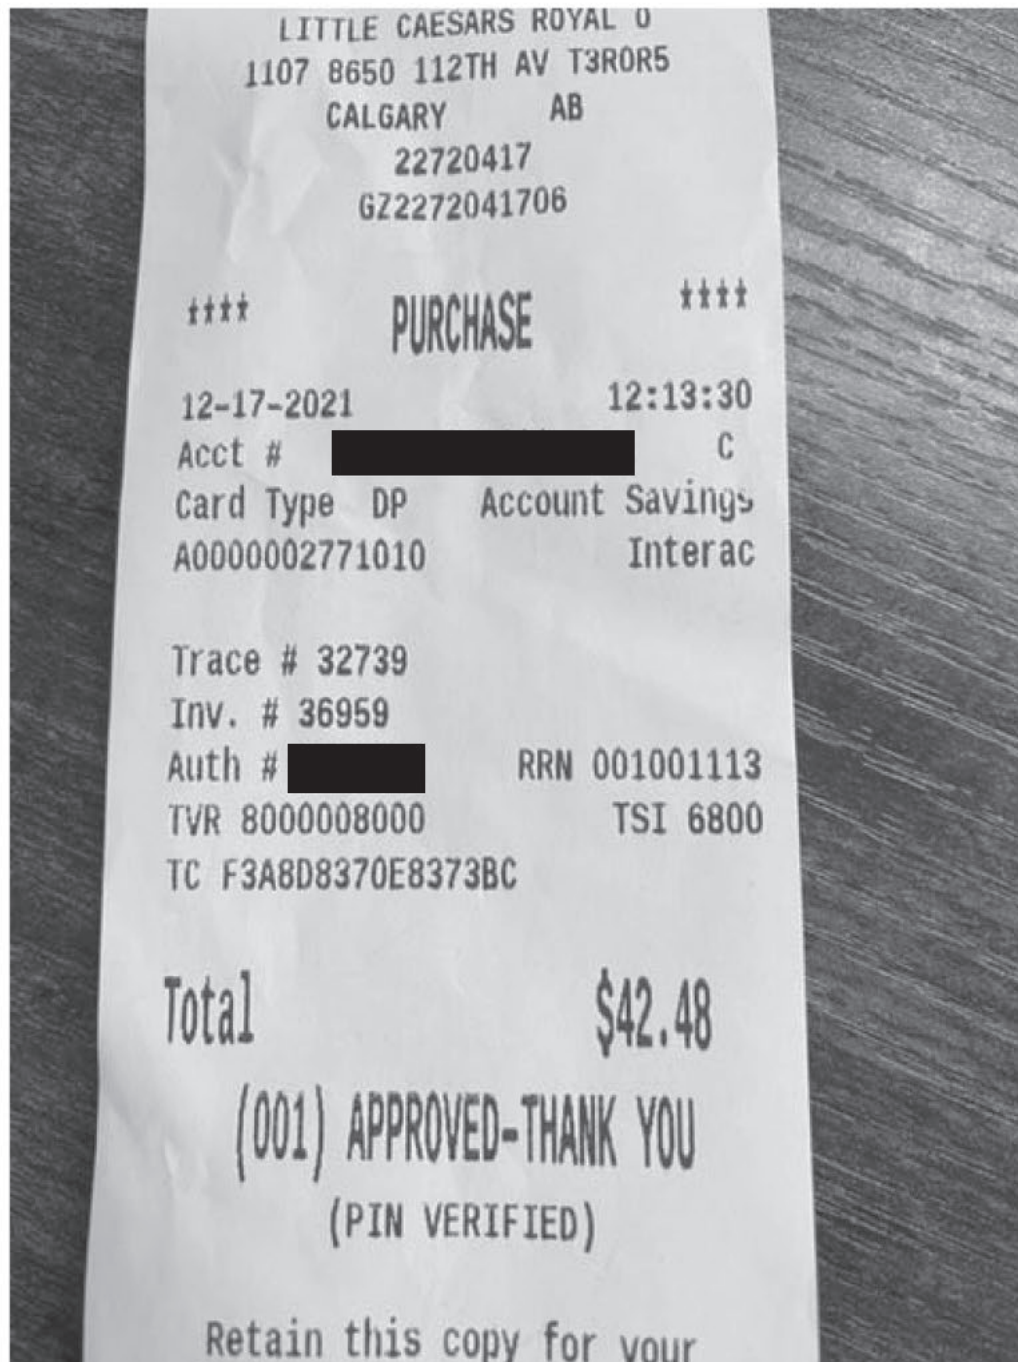 LITTLE CAESARS ROYAL O
1107 8650 112TH AV T3R0R5
CALGARY AB
22720417
GZ2272041706
**** PURCHASE ****
12-17-2021 12:13:30
Acct # C
Card Type DP Account Savings
A0000002771010 Interac
Trace # 32739
Inv. # 36959
Auth # RRN 001001113
TVR 8000008000 TSI 6800
TC F3A8D8370E8373BC
Total $42.48
(001) APPROVED-THANK YOU
(PIN VERIFIED)
Retain this copy for your